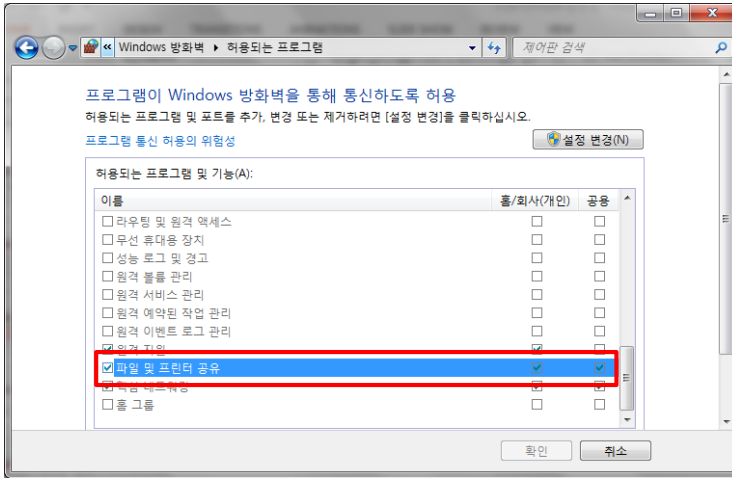 « Windows 방화벽 ▶ 허용되는 프로그램
제어판 검색
프로그램이 Windows 방화벽을 통해 통신하도록 허용
허용되는 프로그램 및 포트를 추가, 변경 또는 제거하려면 [설정 변경]을 클릭하십시오.
프로그램 통신 허용의 위험성
설정 변경(N)
허용되는 프로그램 및 기능(A):
이름 홈/회사(개인) 공용
라우팅 및 원격 액세스
무선 휴대용 장치
성능 로그 및 경고
원격 볼륨 관리
원격 서비스 관리
원격 예약된 작업 관리
원격 이벤트 로그 관리
원격 지원
파일 및 프린터 공유
핵심 네트워킹
홈 그룹
확인 취소